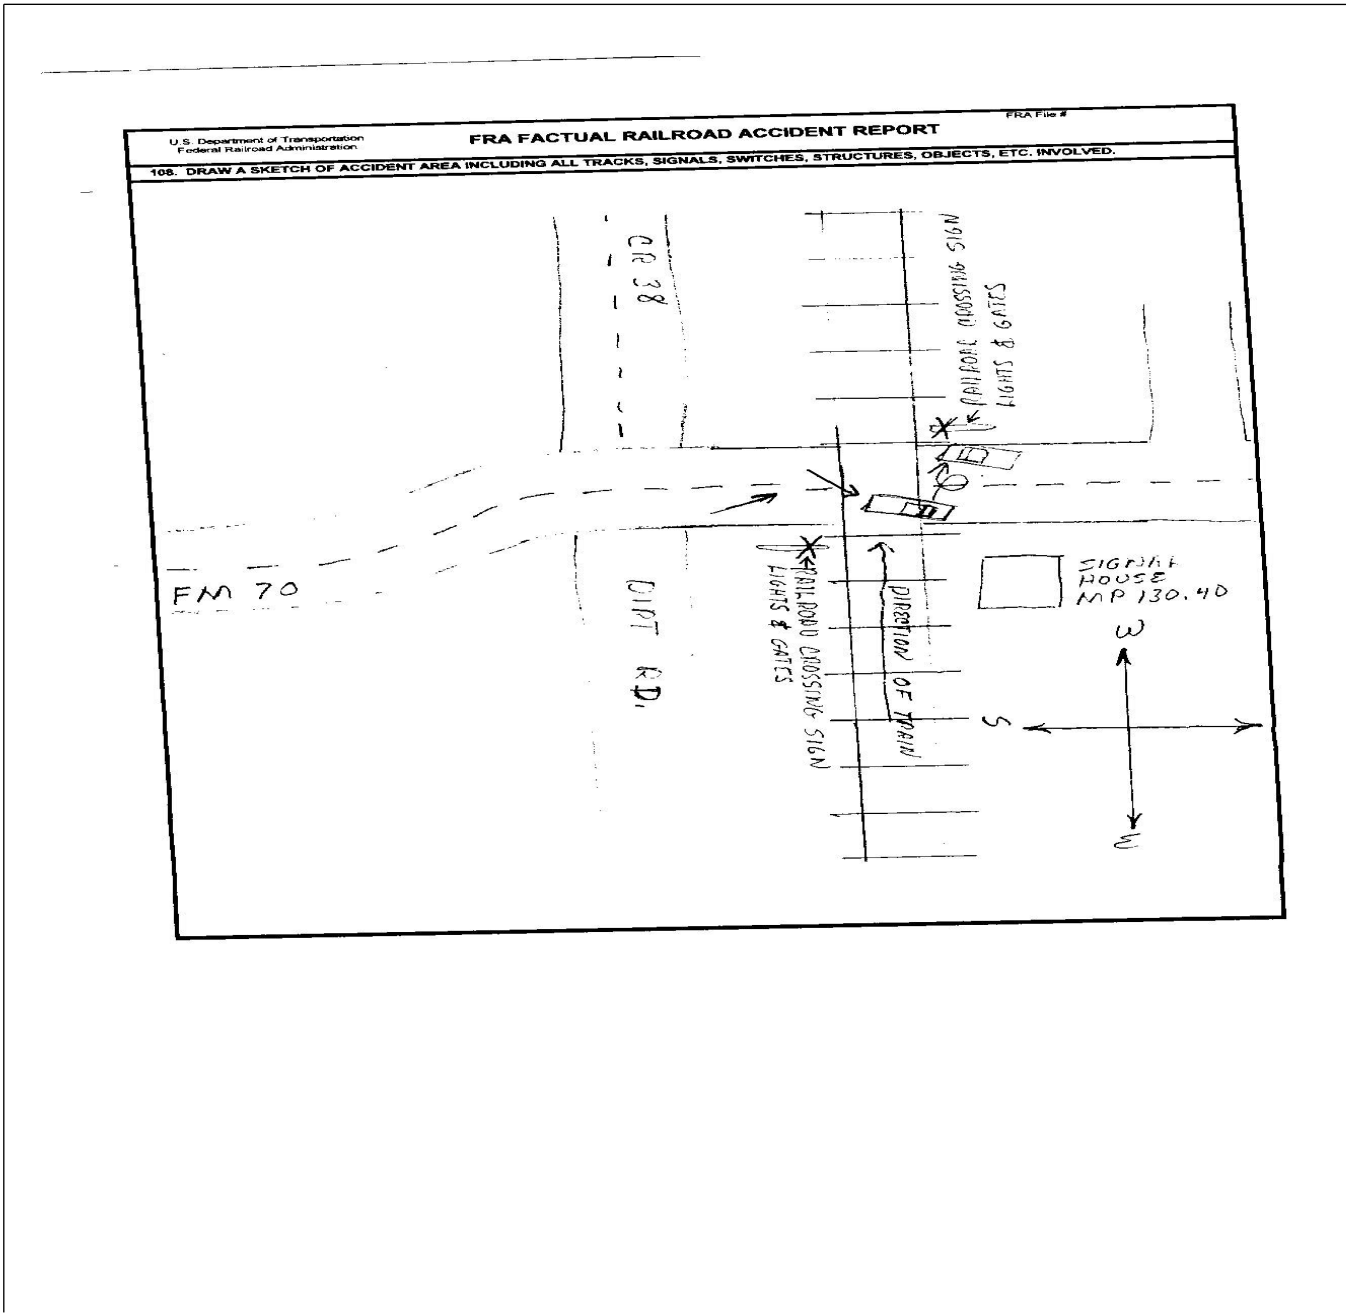 U.S. Department of Transportation
Federal Railroad Administration
FRA FACTUAL RAILROAD ACCIDENT REPORT
FRA File #
108. DRAW A SKETCH OF ACCIDENT AREA INCLUDING ALL TRACKS, SIGNALS, SWITCHES, STRUCTURES, OBJECTS, ETC. INVOLVED.
CR 38
RAILROAD CROSSING SIGN
LIGHTS & GATES
FM 70
DIRT RD.
RAILROAD CROSSING SIGN
LIGHTS & GATES
DIRECTION OF TRAIN
SIGNAL
HOUSE
MP 130.40
S